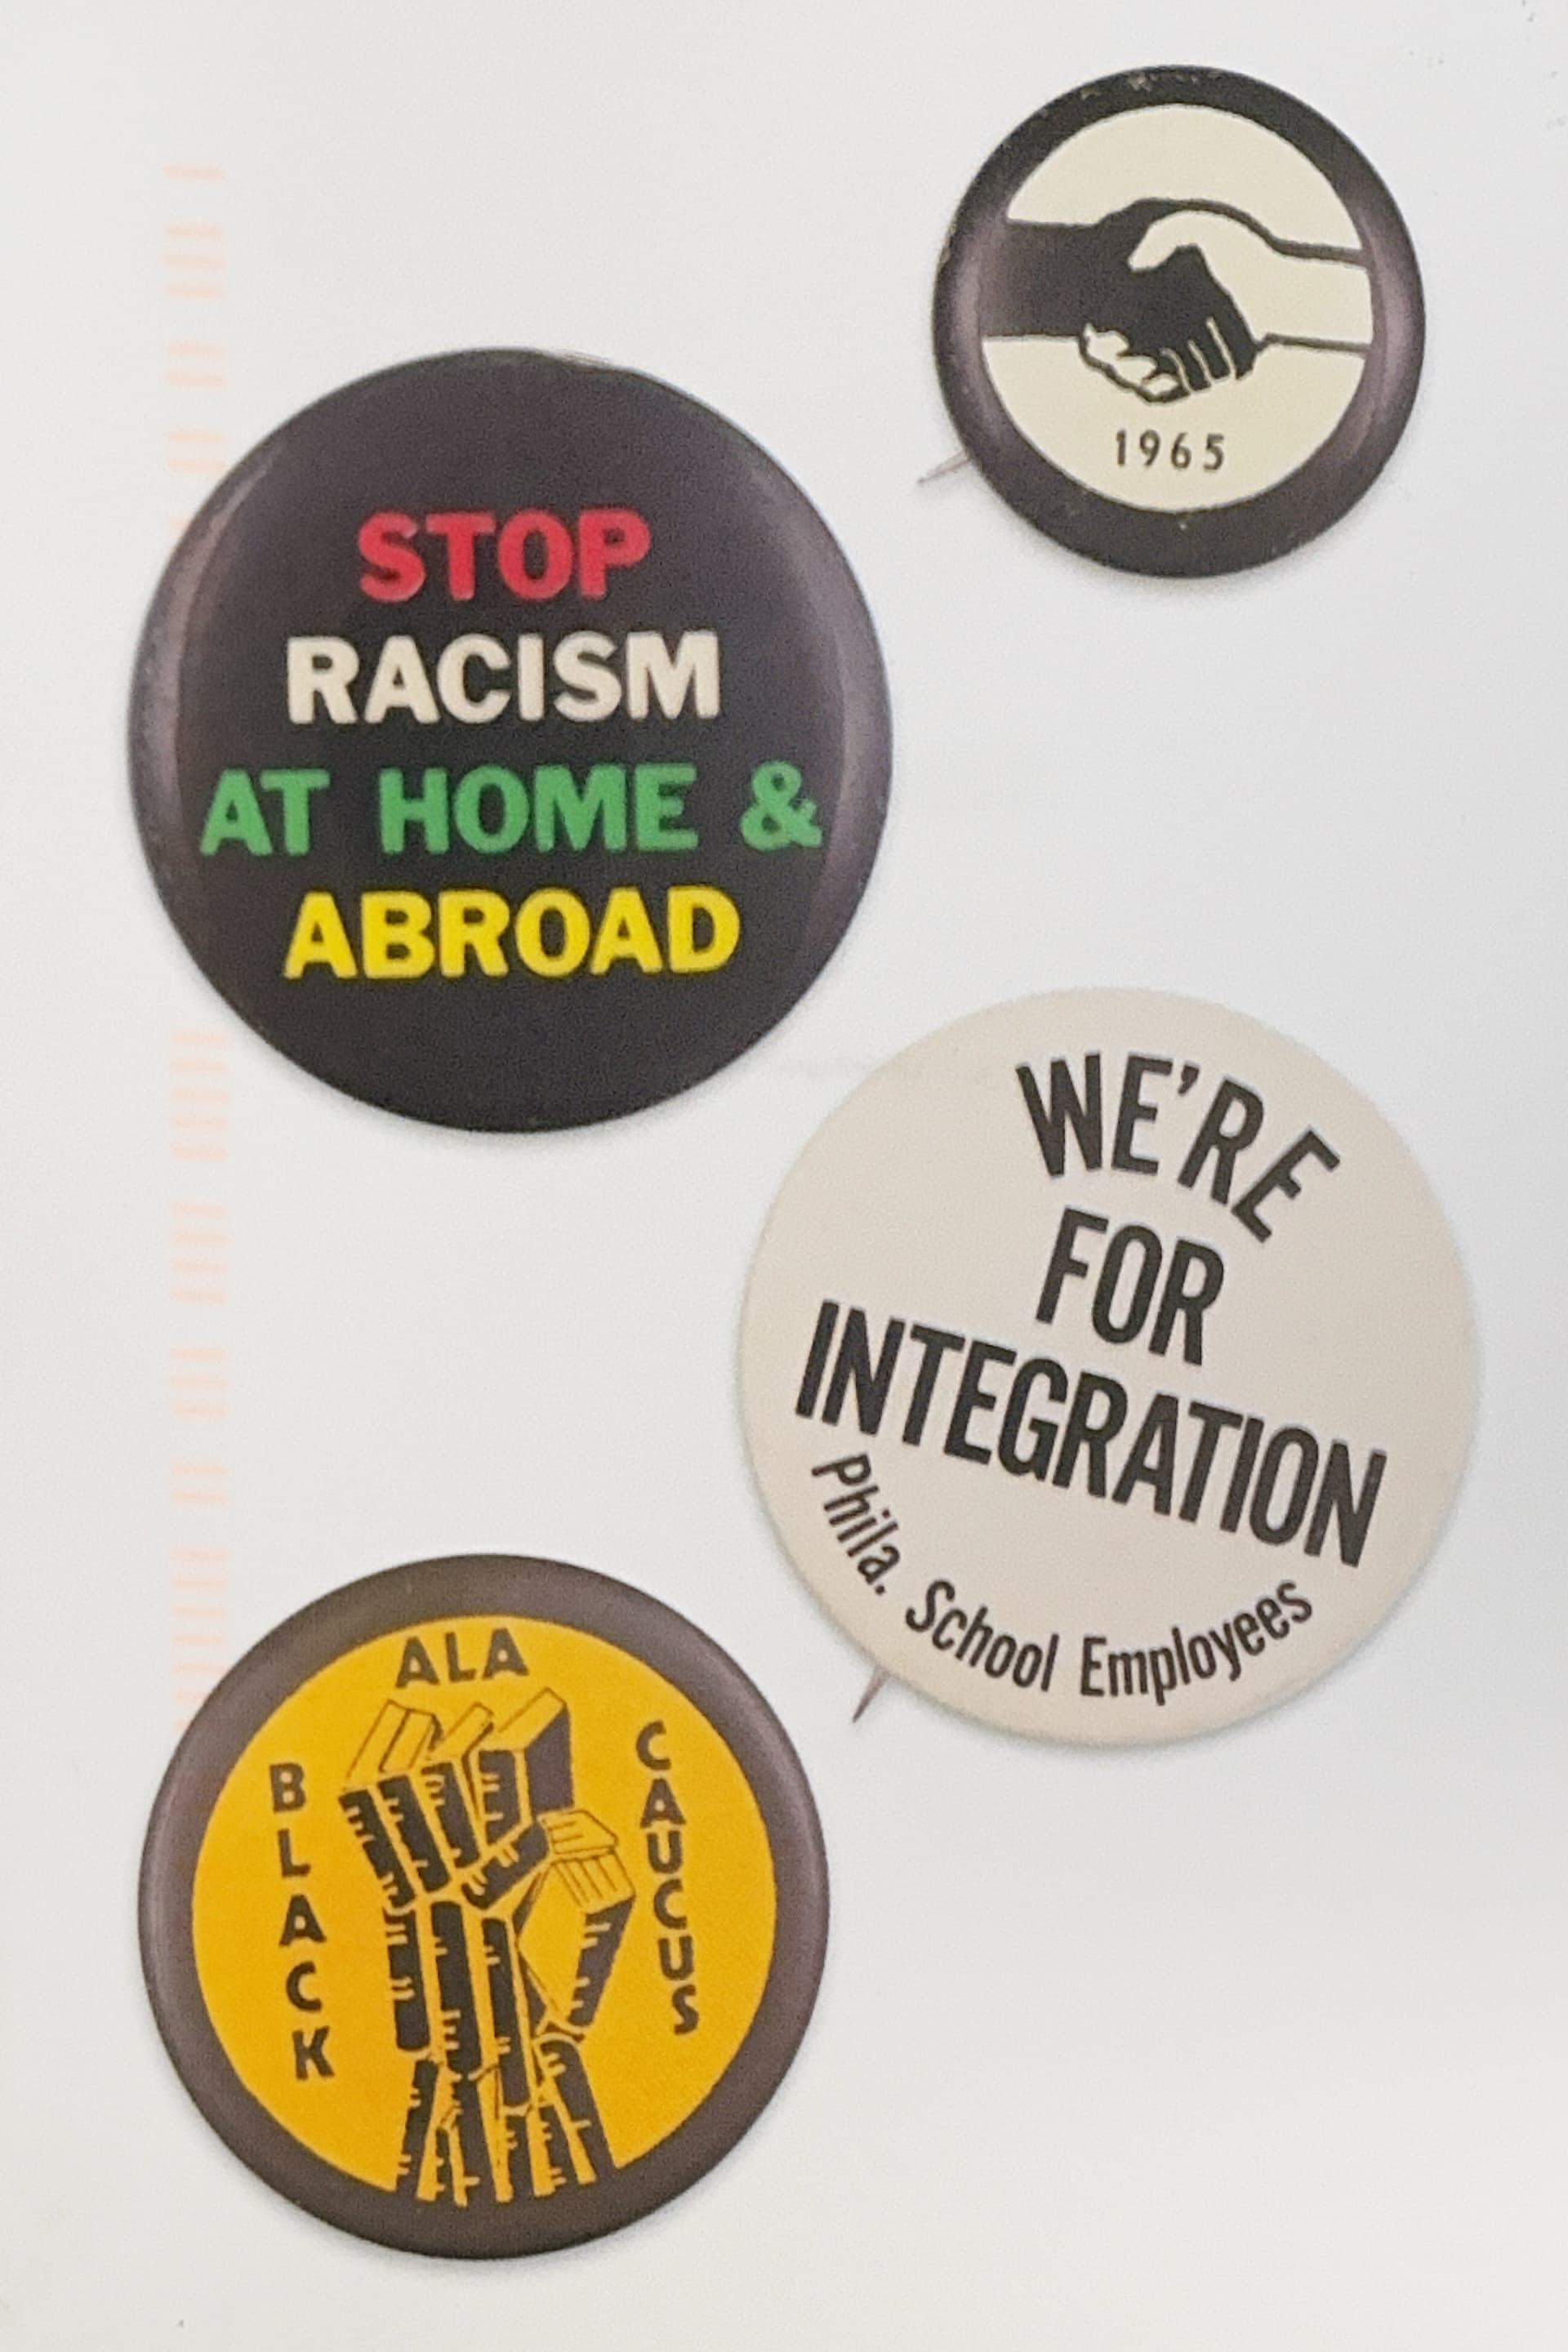 1965
STOP
RACISM
AT HOME &
ABROAD
WE'RE
FOR
INTEGRATION
Phila. School Employees
ALA
BLACK
CAUCUS